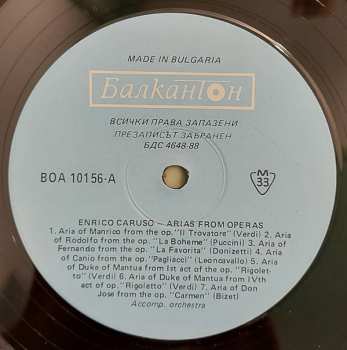 MADE IN BULGARIA
Балкантон
ВСИЧКИ ПРАВА ЗАПАЗЕНИ
ПРЕЗАПИСЪТ ЗАБРАНЕН
БДС 4648-88
ВОА 10156-А
М
33
ENRICO CARUSO – ARIAS FROM OPERAS
1. Aria of Manrico from the op. "Il Trovatore" (Verdi) 2. Aria
of Rodolfo from the op. "La Boheme" (Puccini) 3. Aria of
Fernando from the op. "La Favorita" (Donizetti) 4. Aria
of Canio from the op. "Pagliacci" (Leoncavallo) 5. Aria
of Duke of Mantua from Ist act of the op. "Rigolet-
to" (Verdi) 6. Aria of Duke of Mantua from IVth
act of op. "Rigoletto" (Verdi) 7. Aria of Don
Jose from the op. "Carmen" (Bizet)
Accomp. orchestra